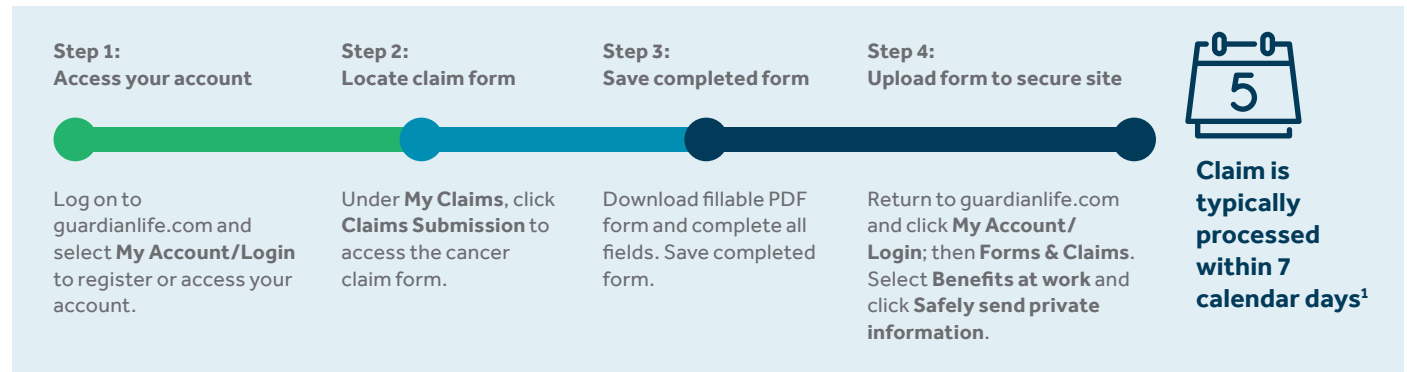 Step 1:
Access your account
Log on to
guardianlife.com and
select My Account/Login
to register or access your
account.
Step 2:
Locate claim form
Under My Claims, click
Claims Submission to
access the cancer
claim form.
Step 3:
Save completed form
Download fillable PDF
form and complete all
fields. Save completed
form.
Step 4:
Upload form to secure site
Return to guardianlife.com
and click My Account/
Login; then Forms & Claims.
Select Benefits at work and
click Safely send private
information.
5
Claim is
typically
processed
within 7
calendar days¹